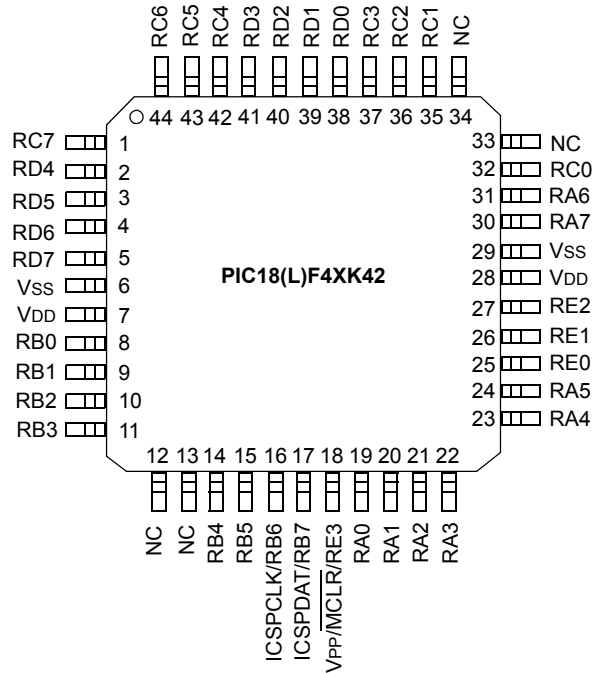 RC6 RC5 RC4 RD3 RD2 RD1 RD0 RC3 RC2 RC1 NC
44 43 42 41 40 39 38 37 36 35 34
RC7 1
RD4 2
RD5 3
RD6 4
RD7 5
VSS 6
VDD 7
RB0 8
RB1 9
RB2 10
RB3 11
PIC18(L)F4XK42
33 NC
32 RC0
31 RA6
30 RA7
29 VSS
28 VDD
27 RE2
26 RE1
25 RE0
24 RA5
23 RA4
12 13 14 15 16 17 18 19 20 21 22
NC NC RB4 RB5 ICSPCLK/RB6 ICSPDAT/RB7 VPP/MCLR/RE3 RA0 RA1 RA2 RA3